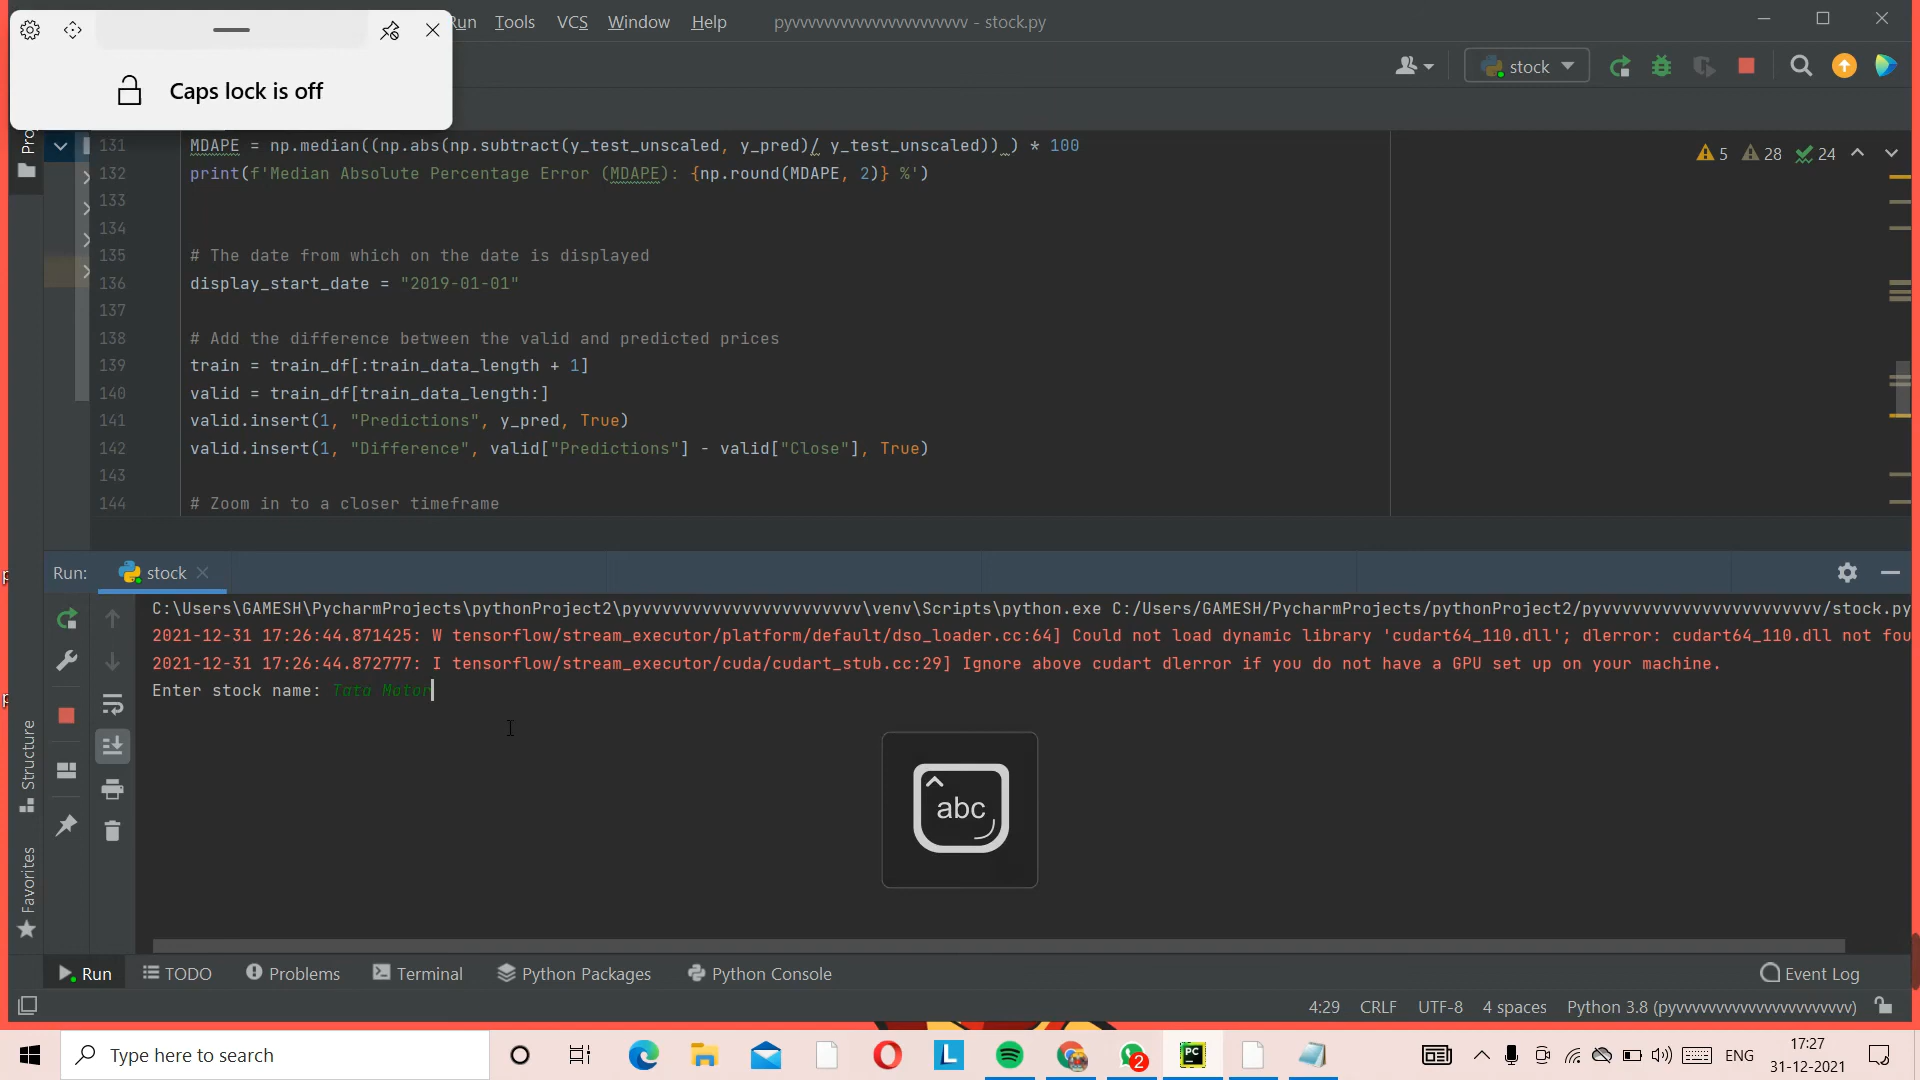 Run Tools VCS Window Help pyvvvvvvvvvvvvvvvvvvvvv - stock.py
Caps lock is off
stock
131 MDAPE = np.median((np.abs(np.subtract(y_test_unscaled, y_pred)/ y_test_unscaled)) ) * 100
5 28 24
132 print(f'Median Absolute Percentage Error (MDAPE): {np.round(MDAPE, 2)} %')
133
134
135 # The date from which on the date is displayed
136 display_start_date = "2019-01-01"
137
138 # Add the difference between the valid and predicted prices
139 train = train_df[:train_data_length + 1]
140 valid = train_df[train_data_length:]
141 valid.insert(1, "Predictions", y_pred, True)
142 valid.insert(1, "Difference", valid["Predictions"] - valid["Close"], True)
143
144 # Zoom in to a closer timeframe
Run: stock
C:\Users\GAMESH\PycharmProjects\pythonProject2\pyvvvvvvvvvvvvvvvvvvvvvv\venv\Scripts\python.exe C:/Users/GAMESH/PycharmProjects/pythonProject2/pyvvvvvvvvvvvvvvvvvvvvvv/stock.py
2021-12-31 17:26:44.871425: W tensorflow/stream_executor/platform/default/dso_loader.cc:64] Could not load dynamic library 'cudart64_110.dll'; dlerror: cudart64_110.dll not fou
2021-12-31 17:26:44.872777: I tensorflow/stream_executor/cuda/cudart_stub.cc:29] Ignore above cudart dlerror if you do not have a GPU set up on your machine.
Enter stock name: Tata Motor
abc
Structure
Favorites
Run TODO Problems Terminal Python Packages Python Console Event Log
4:29 CRLF UTF-8 4 spaces Python 3.8 (pyvvvvvvvvvvvvvvvvvvvvvv)
Type here to search
2
ENG
17:27
31-12-2021